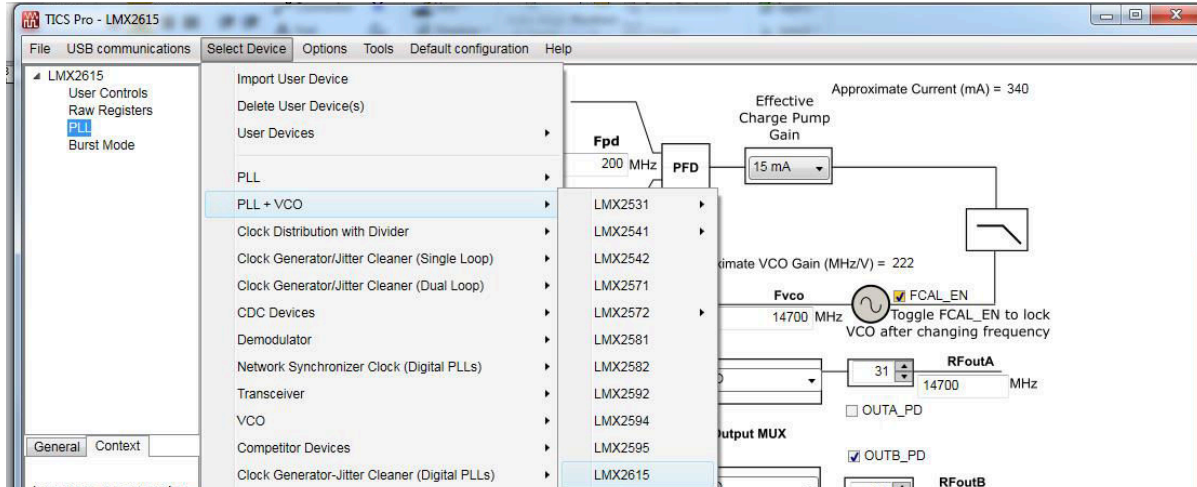 TICS Pro - LMX2615
File USB communications Select Device Options Tools Default configuration Help
LMX2615
User Controls
Raw Registers
PLL
Burst Mode
General Context
Import User Device
Delete User Device(s)
User Devices
PLL
PLL + VCO
Clock Distribution with Divider
Clock Generator/Jitter Cleaner (Single Loop)
Clock Generator/Jitter Cleaner (Dual Loop)
CDC Devices
Demodulator
Network Synchronizer Clock (Digital PLLs)
Transceiver
VCO
Competitor Devices
Clock Generator-Jitter Cleaner (Digital PLLs)
LMX2531
LMX2541
LMX2542
LMX2571
LMX2572
LMX2581
LMX2582
LMX2592
LMX2594
LMX2595
LMX2615
Approximate Current (mA) = 340
Effective
Charge Pump
Gain
15 mA
Fpd
200 MHz
PFD
VCO Gain (MHz/V) = 222
Fvco
14700 MHz
FCAL_EN
Toggle FCAL_EN to lock
VCO after changing frequency
31
RFoutA
14700 MHz
OUTA_PD
MUX
OUTB_PD
RFoutB